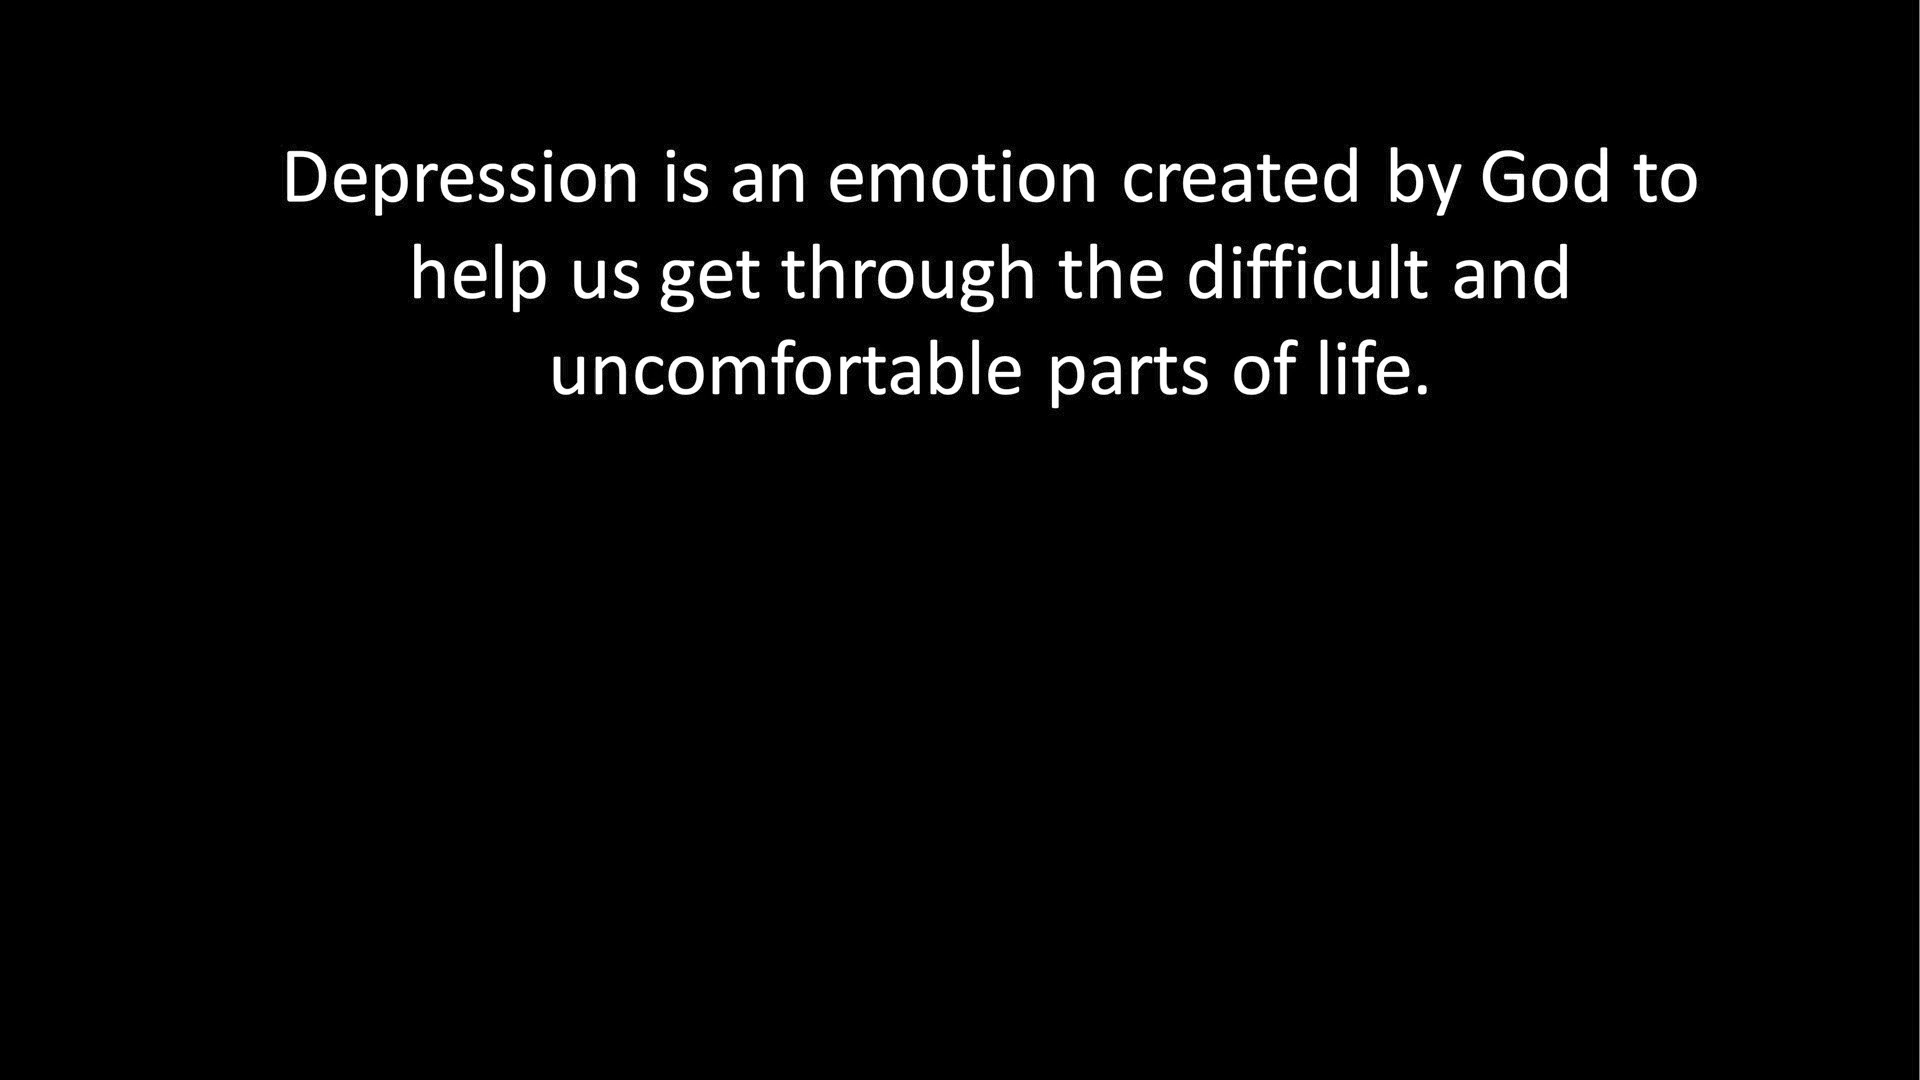 Depression is an emotion created by God to
help us get through the difficult and
uncomfortable parts of life.